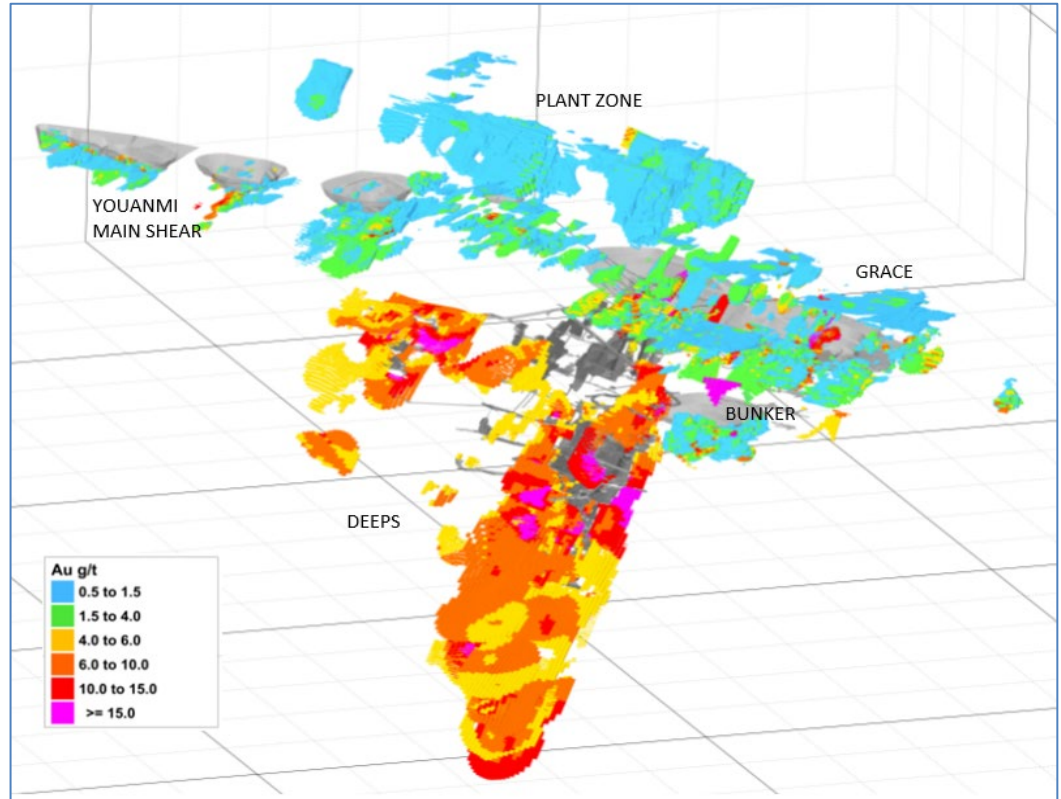 PLANT ZONE
YOUANMI
MAIN SHEAR
GRACE
BUNKER
DEEPS
Au g/t
0.5 to 1.5
1.5 to 4.0
4.0 to 6.0
6.0 to 10.0
10.0 to 15.0
>= 15.0